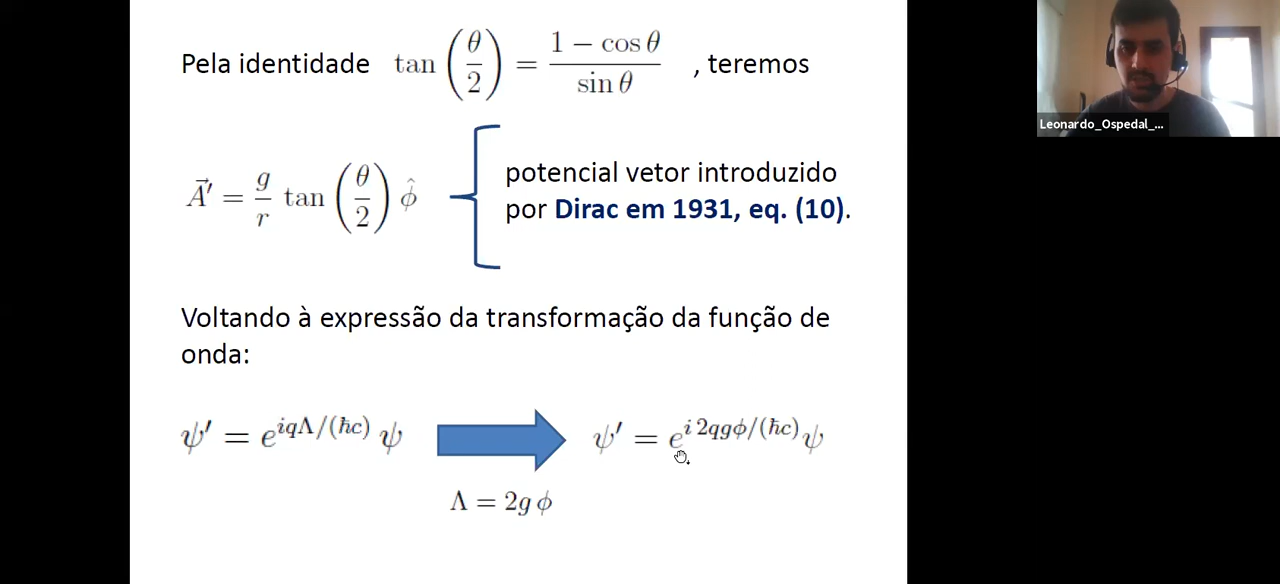 Pela identidade tan(θ/2) = (1 − cos θ)/(sin θ) , teremos
A⃗′ = g/r tan(θ/2) ϕ̂
potencial vetor introduzido
por Dirac em 1931, eq. (10).
Voltando à expressão da transformação da função de
onda:
ψ′ = e^{iqΛ/(ħc)} ψ
Λ = 2g ϕ
ψ′ = e^{i 2qgϕ/(ħc)} ψ
Leonardo_Ospedal_...